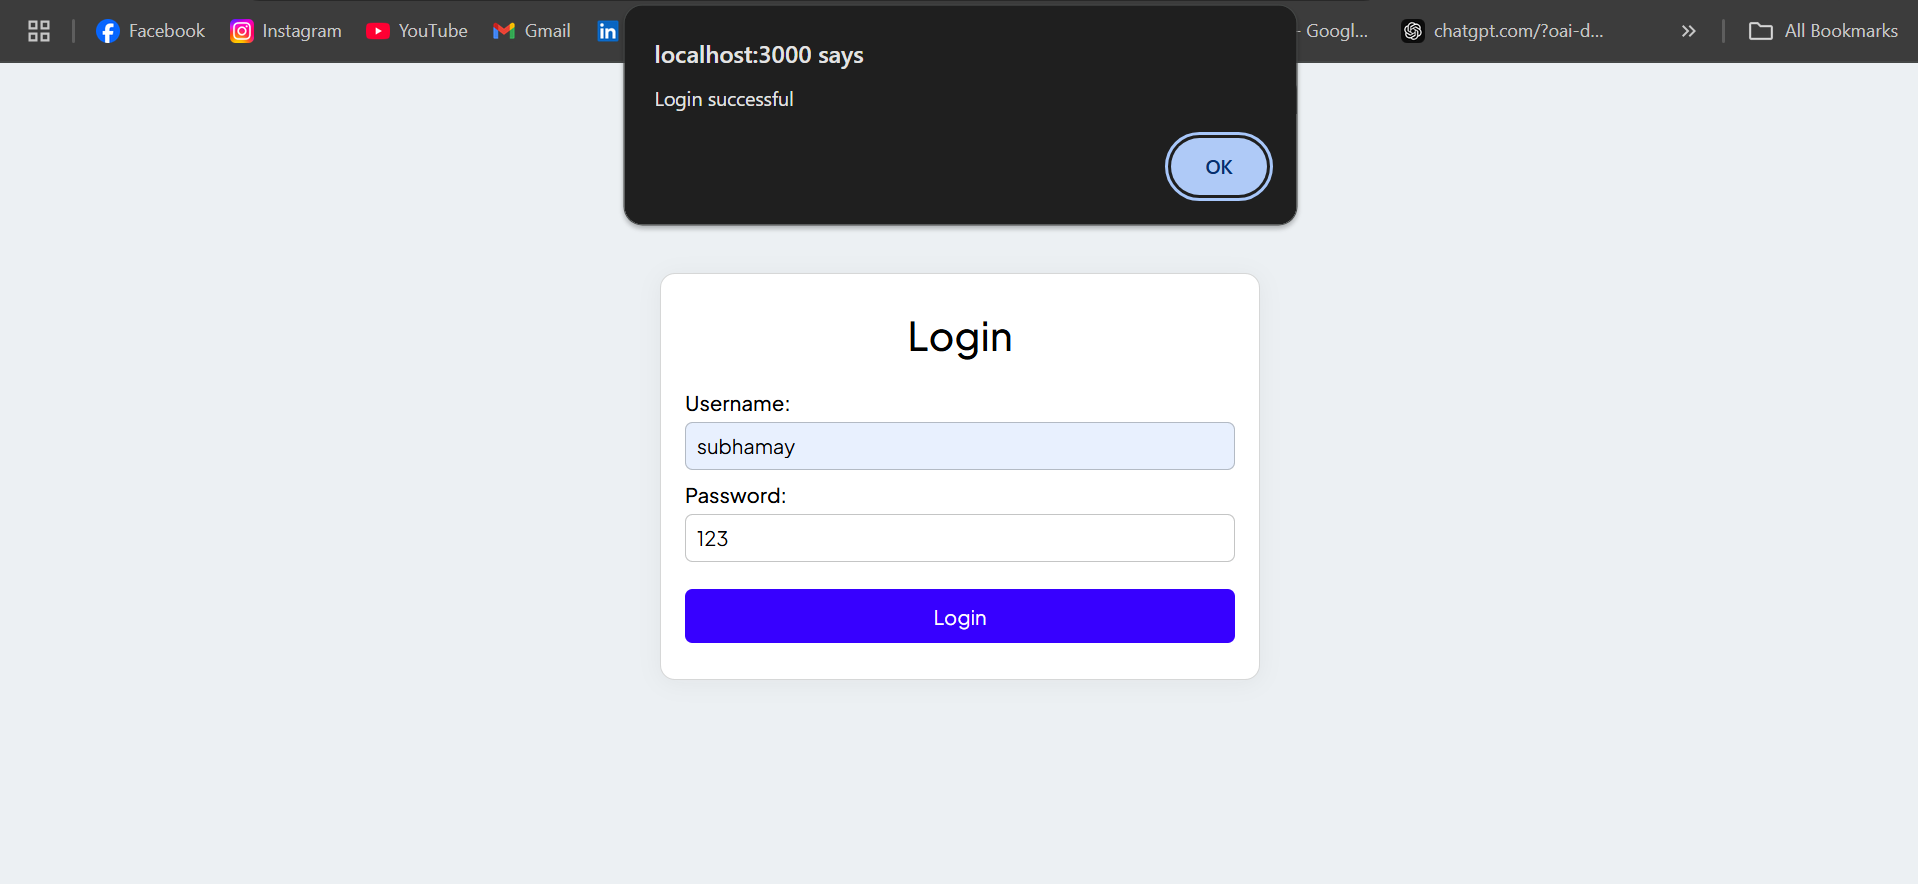 Facebook Instagram YouTube Gmail - Googl... chatgpt.com/?oai-d... All Bookmarks
localhost:3000 says
Login successful
OK
Login
Username:
subhamay
Password:
123
Login